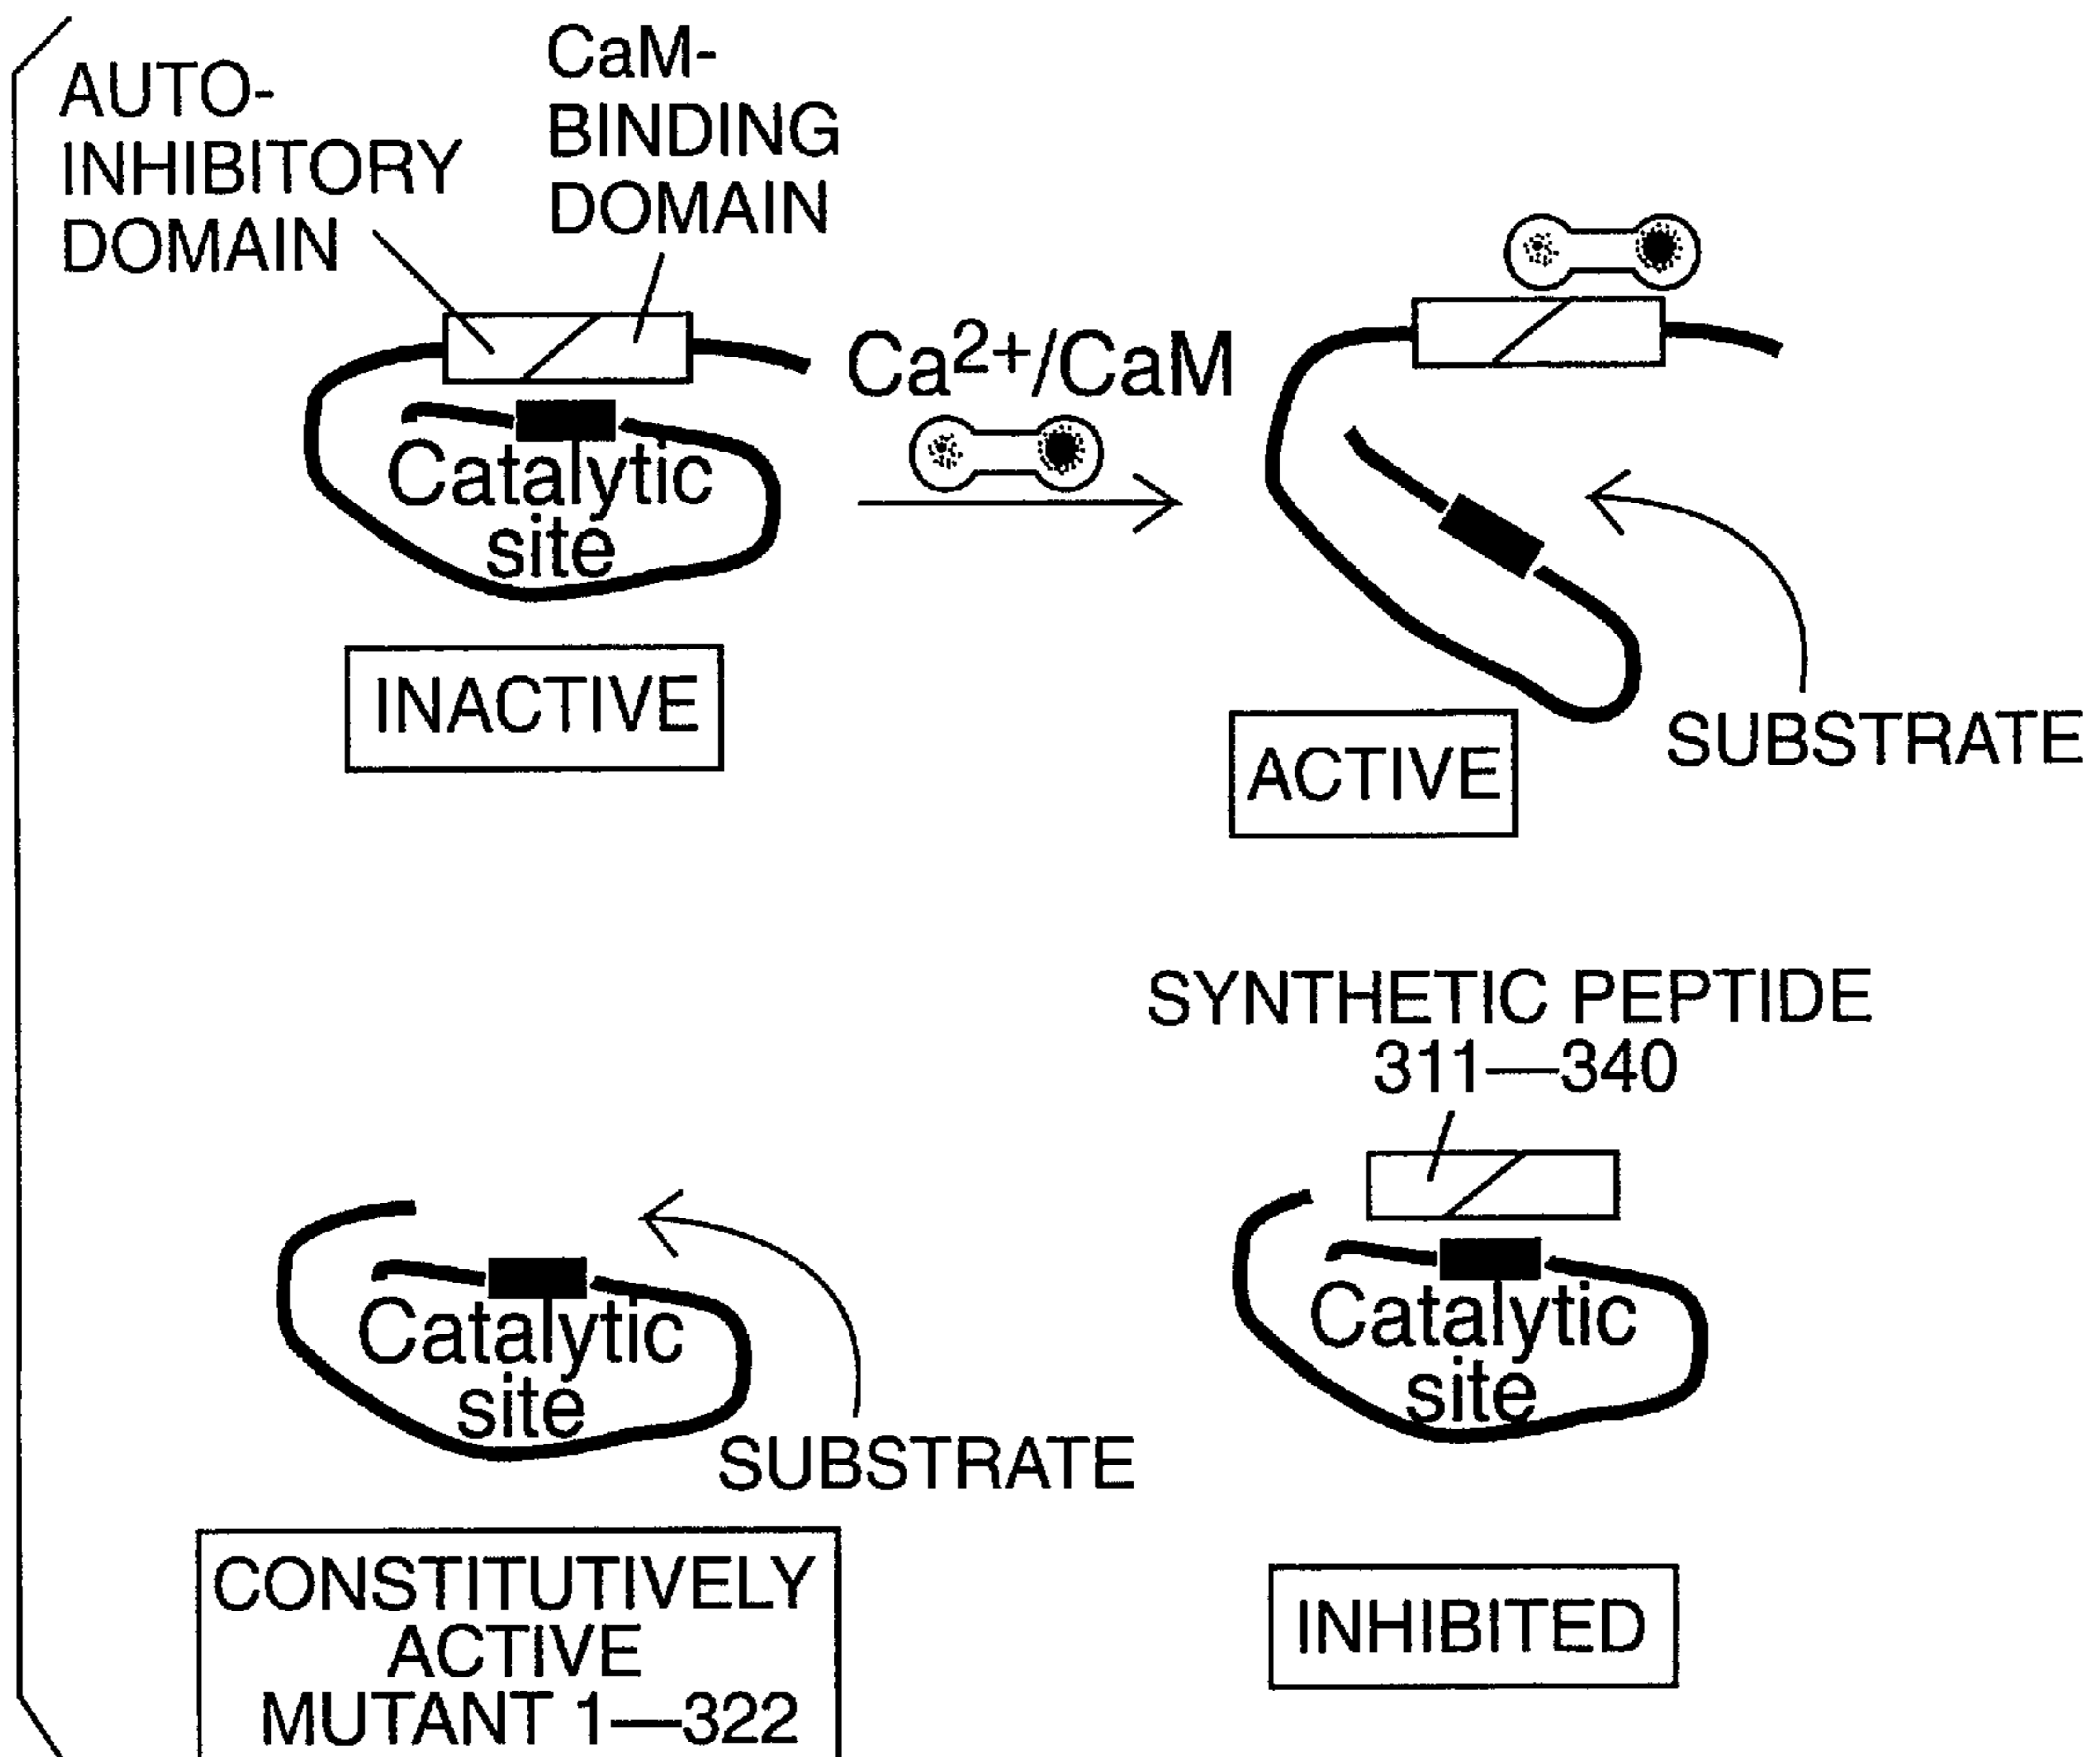 AUTO-
INHIBITORY
DOMAIN
CaM-
BINDING
DOMAIN
Ca2+/CaM
Catalytic
site
INACTIVE
ACTIVE
SUBSTRATE
SYNTHETIC PEPTIDE
311—340
Catalytic
site
SUBSTRATE
Catalytic
site
CONSTITUTIVELY
ACTIVE
MUTANT 1—322
INHIBITED